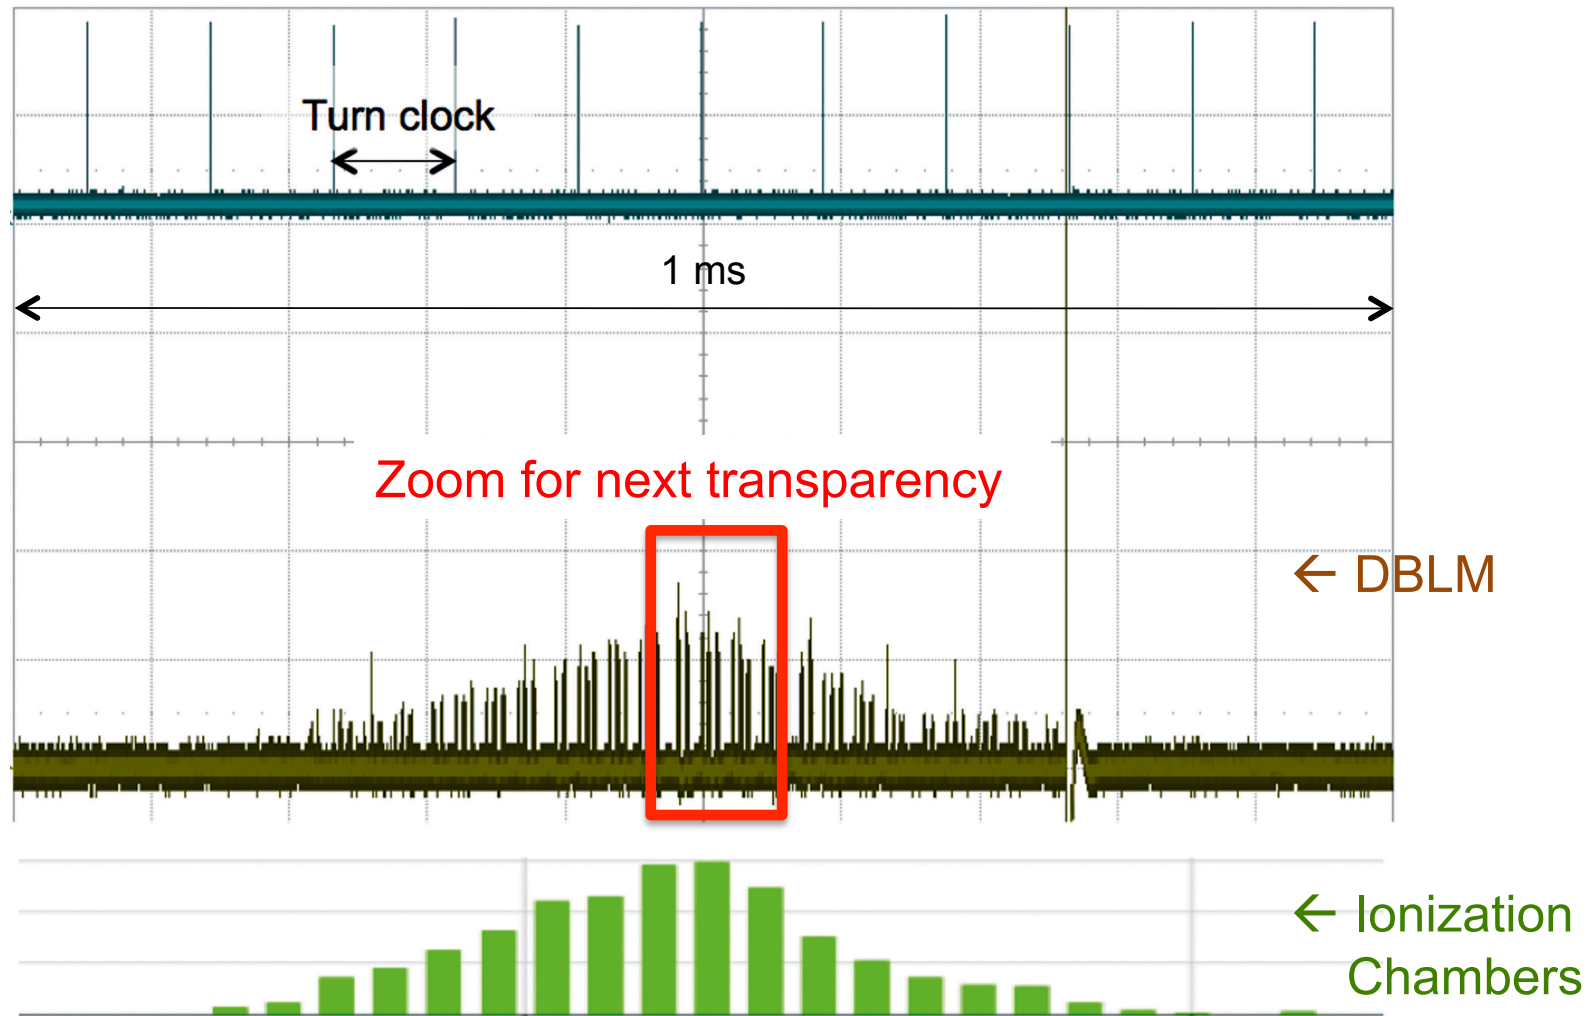 Turn clock
1 ms
Zoom for next transparency
← DBLM
← Ionization
Chambers